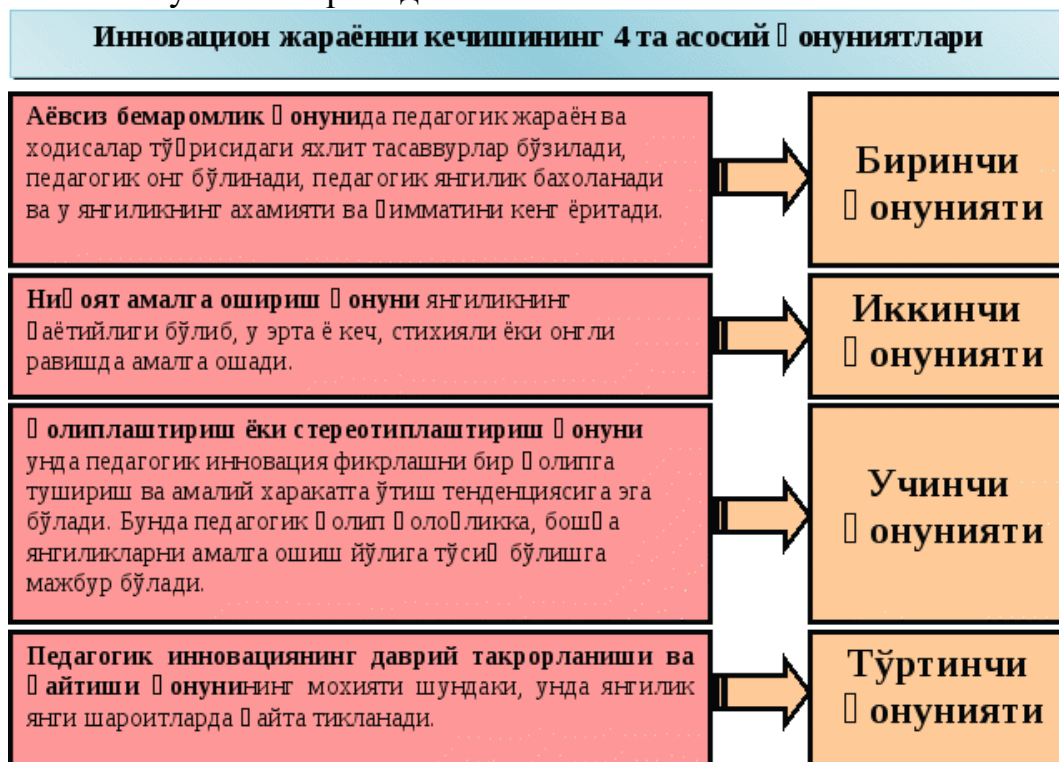 Инновацион жараённи кечишининг 4 та асосий ▯онуниятлари
Аёвсиз бемаромлик ▯онунида педагогик жараён ва
ходисалар тў▯рисидаги яхлит тасаввурлар бўзилади,
педагогик онг бўлинади, педагогик янгилик бахоланади
ва у янгиликнинг ахамияти ва ▯имматини кенг ёритади.
Биринчи
▯онунияти
Ни▯оят амалга ошириш ▯онуни янгиликнинг
▯аётийлиги бўлиб, у эрта ё кеч, стихияли ёки онгли
равишда амалга ошади.
Иккинчи
▯онунияти
▯олиплаштириш ёки стереотиплаштириш ▯онуни
унда педагогик инновация фикрлашни бир ▯олипга
тушириш ва амалий харакатга ўтиш тенденциясига эга
бўлади. Бунда педагогик ▯олип ▯оло▯ликка, бош▯а
янгиликларни амалга ошиш йўлига тўси▯ бўлишга
мажбур бўлади.
Учинчи
▯онунияти
Педагогик инновациянинг даврий такрорланиши ва
▯айтиши ▯онунининг мохияти шундаки, унда янгилик
янги шароитларда ▯айта тикланади.
Тўртинчи
▯онунияти